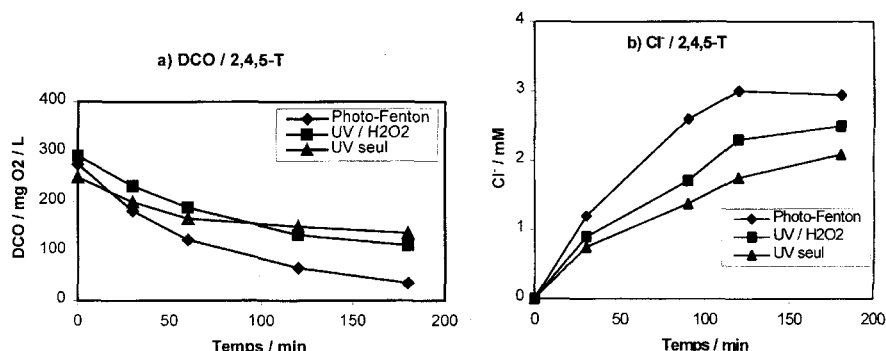 a) DCO / 2,4,5-T
DCO / mg O2 / L
400
300
200
100
0
Photo-Fenton
UV / H2O2
UV seul
0
50
100
150
200
Temps / min
b) Cl⁻ / 2,4,5-T
Cl⁻ / mM
4
3
2
1
0
Photo-Fenton
UV / H2O2
UV seul
0
50
100
150
200
Temps / min